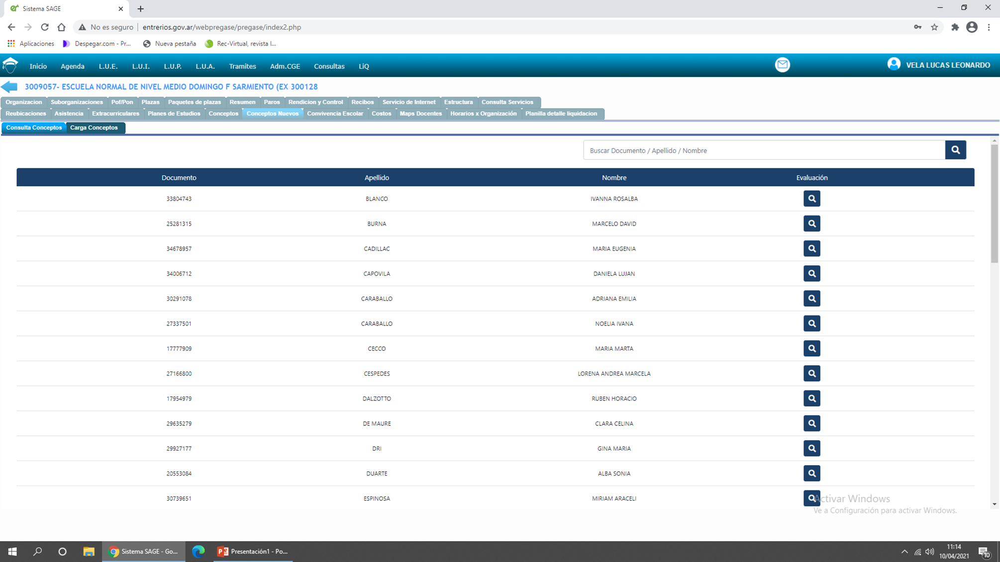 Sistema SAGE
No es seguro entrerios.gov.ar/webpregase/pregase/index2.php
Aplicaciones Despegar.com - Pr... Nueva pestaña Rec-Virtual, revista l...
Inicio Agenda L.U.E. L.U.I. L.U.P. L.U.A. Tramites Adm.CGE Consultas LiQ VELA LUCAS LEONARDO
3009057- ESCUELA NORMAL DE NIVEL MEDIO DOMINGO F SARMIENTO (EX 300128
Organizacion Suborganizaciones Pof/Pon Plazas Paquetes de plazas Resumen Paros Rendicion y Control Recibos Servicio de Internet Estructura Consulta Servicios
Reubicaciones Asistencia Extracurriculares Planes de Estudios Conceptos Conceptos Nuevos Convivencia Escolar Costos Maps Docentes Horarios x Organización Planilla detalle liquidacion
Consulta Conceptos Carga Conceptos
Buscar Documento / Apellido / Nombre
Documento Apellido Nombre Evaluación
33804743 BLANCO IVANNA ROSALBA
25281315 BURNA MARCELO DAVID
34678957 CADILLAC MARIA EUGENIA
34006712 CAPOVILA DANIELA LUJAN
30291078 CARABALLO ADRIANA EMILIA
27337501 CARABALLO NOELIA IVANA
17777909 CECCO MARIA MARTA
27166800 CESPEDES LORENA ANDREA MARCELA
17954979 DALZOTTO RUBEN HORACIO
29635279 DE MAURE CLARA CELINA
29927177 DRI GINA MARIA
20553084 DUARTE ALBA SONIA
30739651 ESPINOSA MIRIAM ARACELI
Activar Windows
Ve a Configuración para activar Windows.
Sistema SAGE - Go... Presentación1 - Po... 11:14
10/04/2021 10